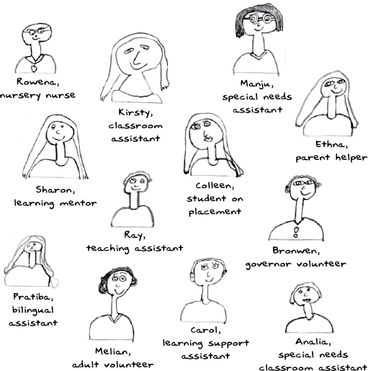 Rowena,
nursery nurse
Kirsty,
classroom
assistant
Manju,
special needs
assistant
Ethna,
parent helper
Sharon,
learning mentor
Colleen,
student on
placement
Ray,
teaching assistant
Bronwen,
governor volunteer
Pratiba,
bilingual
assistant
Melian,
adult volunteer
Carol,
learning support
assistant
Analia,
special needs
classroom assistant